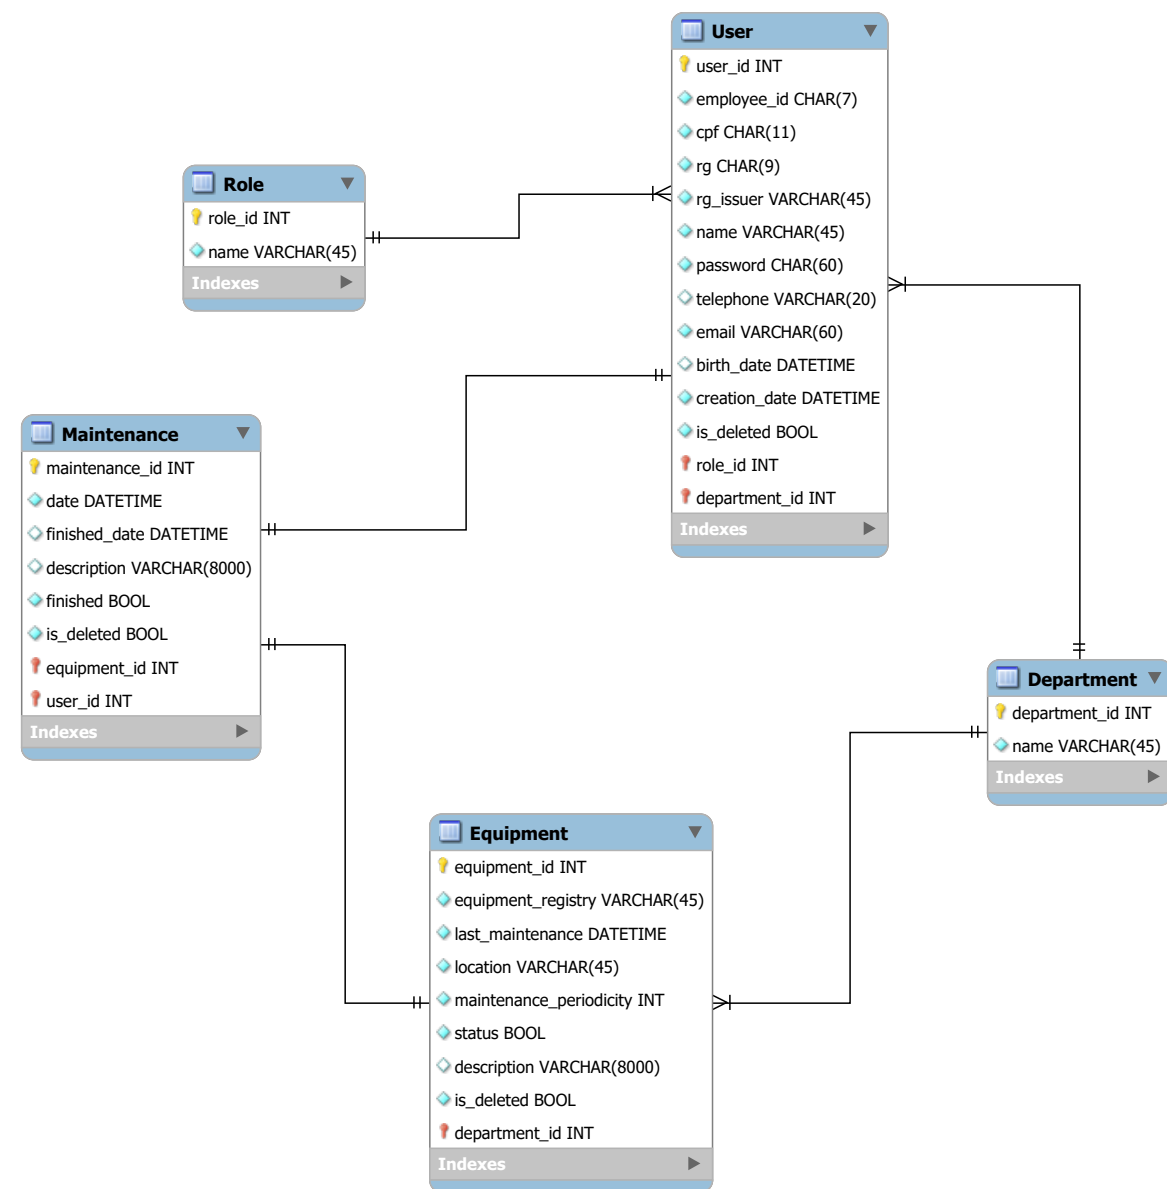 User
user_id INT
employee_id CHAR(7)
cpf CHAR(11)
rg CHAR(9)
rg_issuer VARCHAR(45)
name VARCHAR(45)
password CHAR(60)
telephone VARCHAR(20)
email VARCHAR(60)
birth_date DATETIME
creation_date DATETIME
is_deleted BOOL
role_id INT
department_id INT
Indexes
Role
role_id INT
name VARCHAR(45)
Indexes
Maintenance
maintenance_id INT
date DATETIME
finished_date DATETIME
description VARCHAR(8000)
finished BOOL
is_deleted BOOL
equipment_id INT
user_id INT
Indexes
Department
department_id INT
name VARCHAR(45)
Indexes
Equipment
equipment_id INT
equipment_registry VARCHAR(45)
last_maintenance DATETIME
location VARCHAR(45)
maintenance_periodicity INT
status BOOL
description VARCHAR(8000)
is_deleted BOOL
department_id INT
Indexes